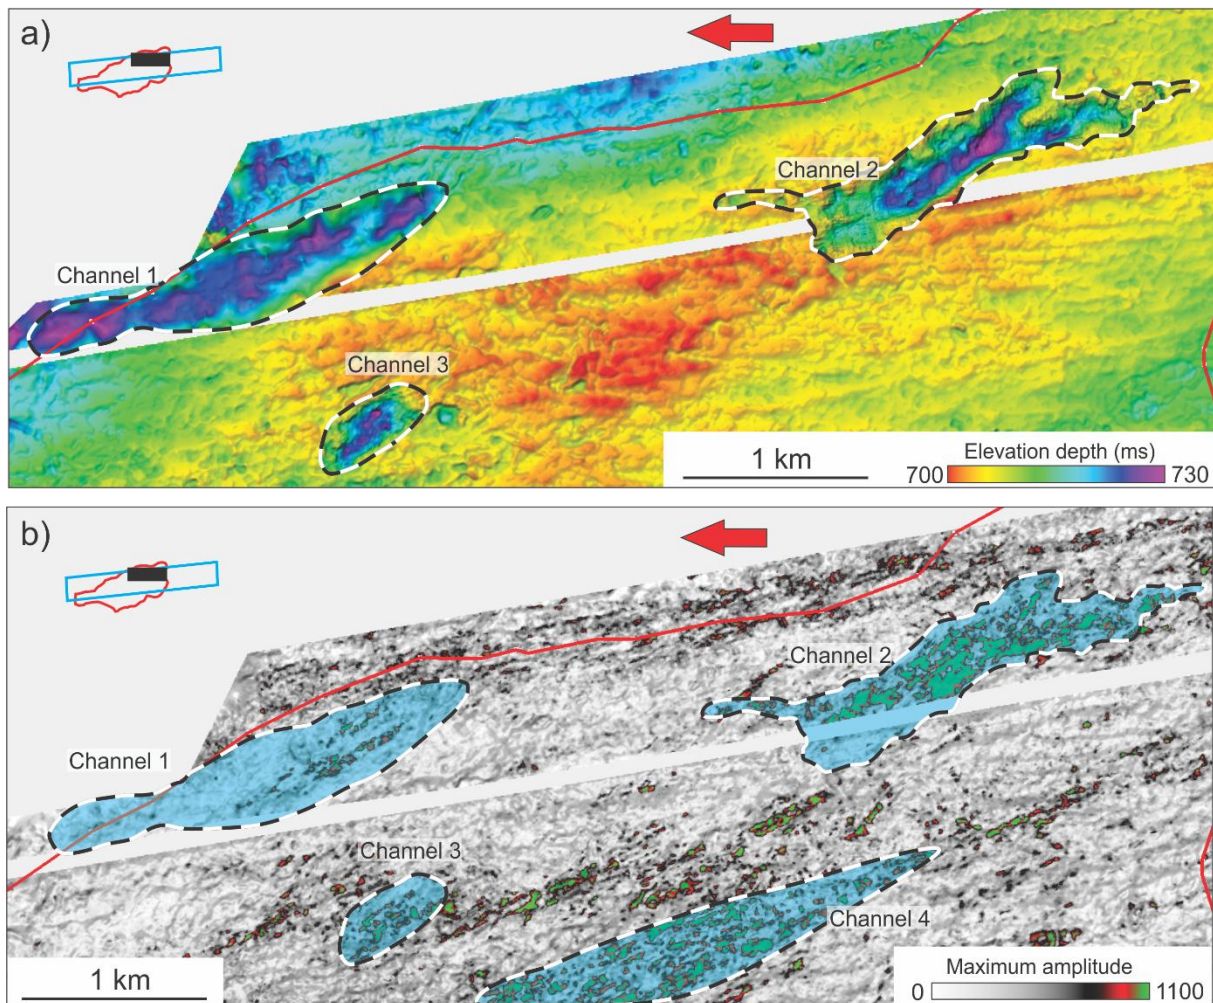 a)
Channel 2
Channel 1
Channel 3
1 km
Elevation depth (ms)
700
730
b)
Channel 2
Channel 1
Channel 3
Channel 4
1 km
Maximum amplitude
0
1100